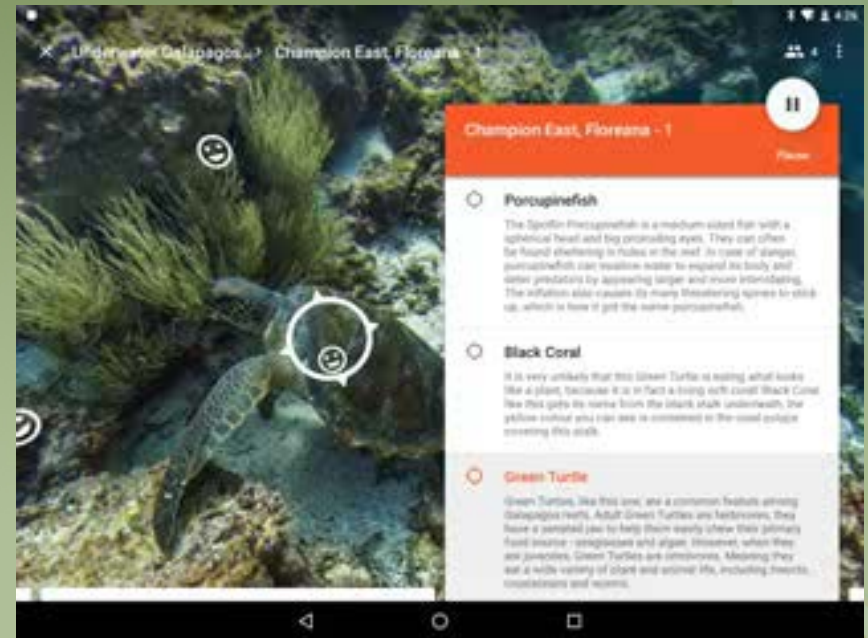 4:26
Underwater Galapagos... > Champion East, Floreana - 1
4
Champion East, Floreana - 1
Pause
Porcupinefish
The Spotfin Porcupinefish is a medium-sized fish with a
spherical head and big protruding eyes. They can often
be found sheltering in holes in the reef. In case of danger,
porcupinefish can swallow water to expand its body and
deter predators by appearing larger and more intimidating.
The inflation also causes its many threatening spines to stick
up, which is how it got the name porcupinefish.
Black Coral
It is very unlikely that this Green Turtle is eating what looks
like a plant, because it is in fact a living soft coral! Black Coral
like this gets its name from the black stalk underneath, the
yellow colour you can see is contained in the coral polyps
covering this stalk.
Green Turtle
Green Turtles, like this one, are a common feature among
Galapagos reefs. Adult Green Turtles are herbivores, they
have a serrated jaw to help them easily chew their primary
food source - seagrasses and algae. However, when they
are juveniles, Green Turtles are omnivores. Meaning they
eat a wide variety of plant and animal life, including insects,
crustaceans and worms.